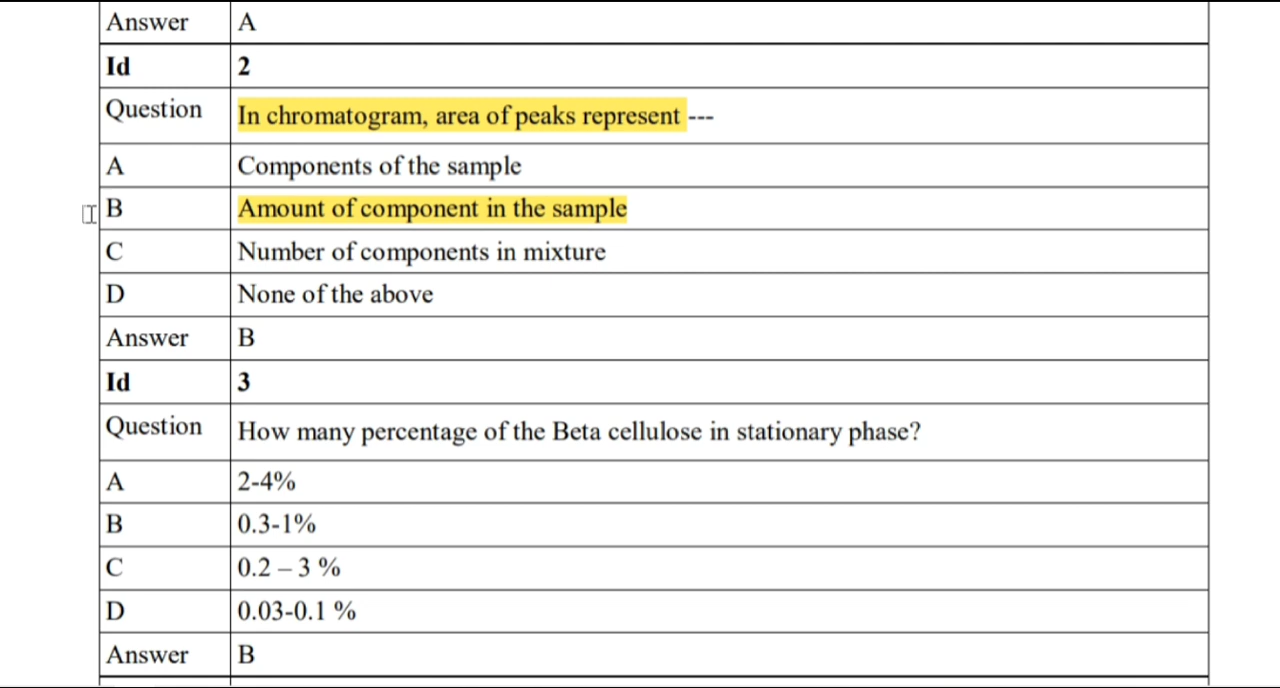 Answer A
Id 2
Question In chromatogram, area of peaks represent ---
A Components of the sample
B Amount of component in the sample
C Number of components in mixture
D None of the above
Answer B
Id 3
Question How many percentage of the Beta cellulose in stationary phase?
A 2-4%
B 0.3-1%
C 0.2 – 3 %
D 0.03-0.1 %
Answer B